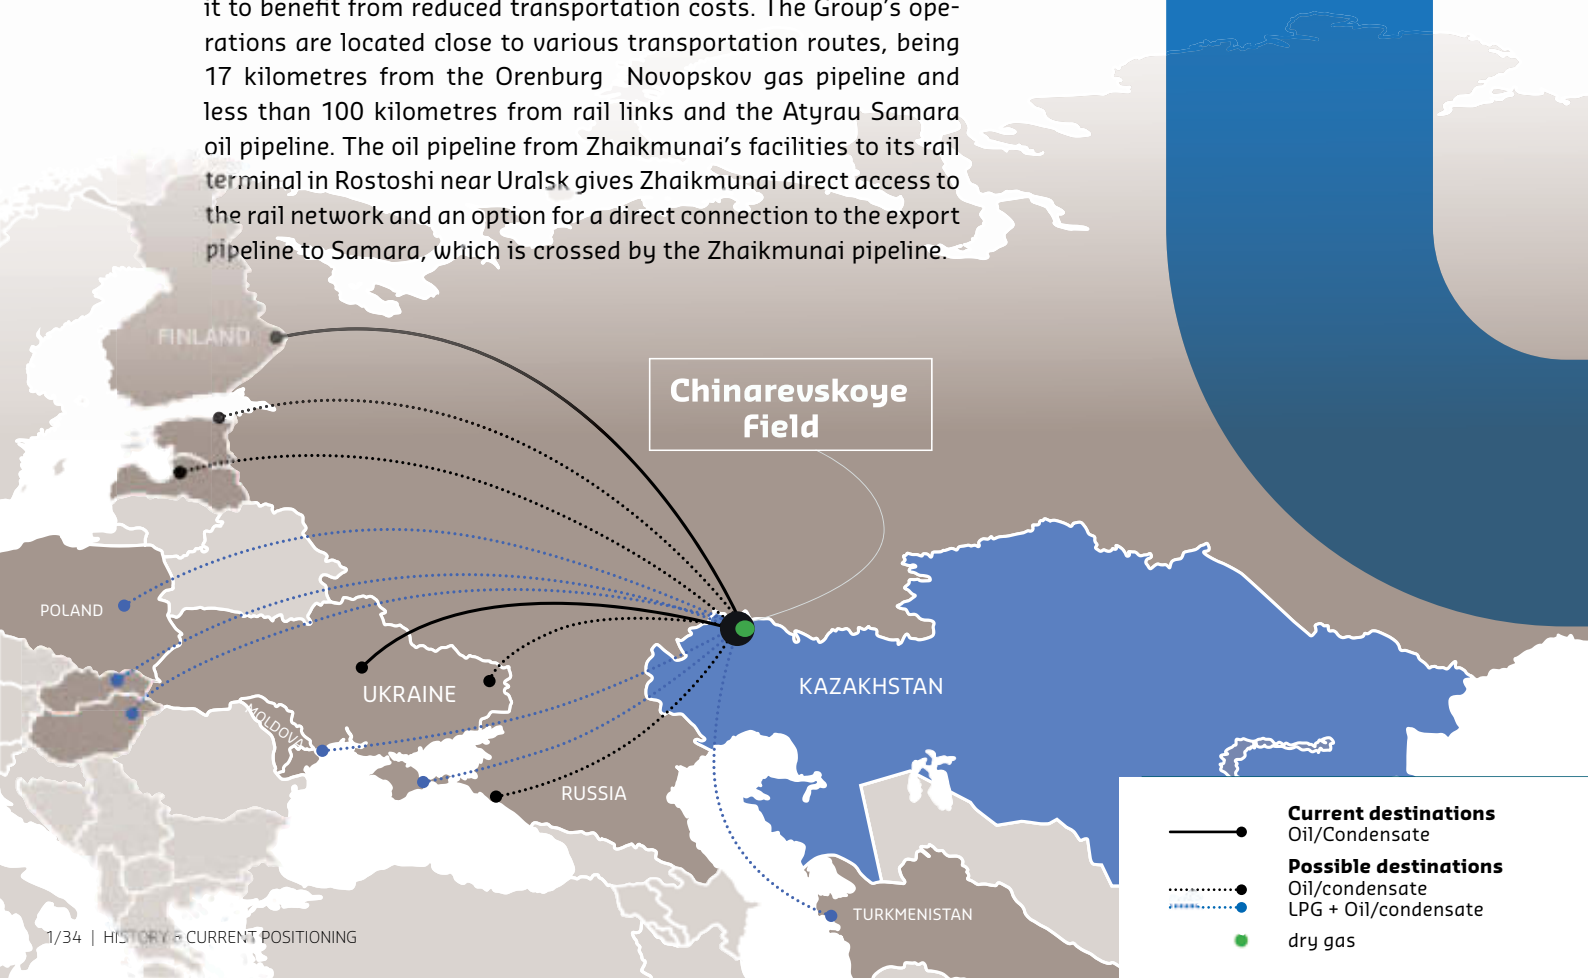 it to benefit from reduced transportation costs. The Group's ope-
rations are located close to various transportation routes, being
17 kilometres from the Orenburg Novopskov gas pipeline and
less than 100 kilometres from rail links and the Atyrau Samara
oil pipeline. The oil pipeline from Zhaikmunai's facilities to its rail
terminal in Rostoshi near Uralsk gives Zhaikmunai direct access to
the rail network and an option for a direct connection to the export
pipeline to Samara, which is crossed by the Zhaikmunai pipeline.
FINLAND
Chinarevskoye
Field
POLAND
UKRAINE
KAZAKHSTAN
MOLDOVA
RUSSIA
TURKMENISTAN
Current destinations
Oil/Condensate
Possible destinations
Oil/condensate
LPG + Oil/condensate
dry gas
1/34 | HISTORY & CURRENT POSITIONING